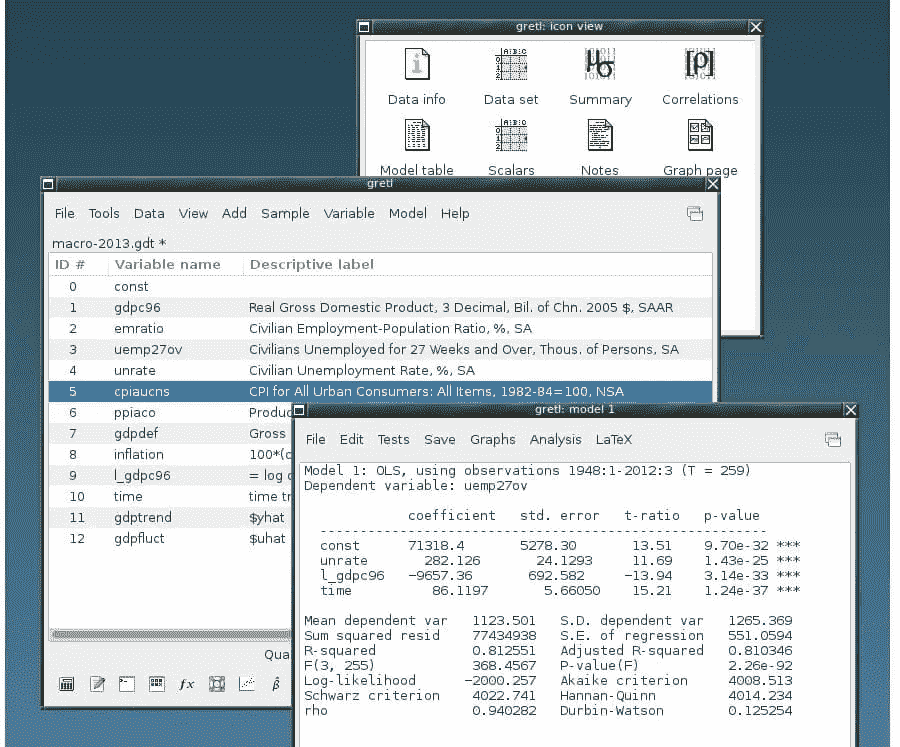 gretl: icon view
Data info Data set Summary Correlations
Model table Scalars Notes Graph page
gretl
File Tools Data View Add Sample Variable Model Help
macro-2013.gdt *
ID # Variable name Descriptive label
0 const
1 gdpc96 Real Gross Domestic Product, 3 Decimal, Bil. of Chn. 2005 $, SAAR
2 emratio Civilian Employment-Population Ratio, %, SA
3 uemp27ov Civilians Unemployed for 27 Weeks and Over, Thous. of Persons, SA
4 unrate Civilian Unemployment Rate, %, SA
5 cpiaucns CPI for All Urban Consumers: All Items, 1982-84=100, NSA
6 ppiaco Produc
7 gdpdef Gross
8 inflation 100*(
9 l_gdpc96 = log
10 time time tr
11 gdptrend $yhat
12 gdpfluct $uhat
Qua
gretl: model 1
File Edit Tests Save Graphs Analysis LaTeX
Model 1: OLS, using observations 1948:1-2012:3 (T = 259)
Dependent variable: uemp27ov
coefficient std. error t-ratio p-value
-------------------------------------------------------
const 71318.4 5278.30 13.51 9.70e-32 ***
unrate 282.126 24.1293 11.69 1.43e-25 ***
l_gdpc96 −9657.36 692.582 −13.94 3.14e-33 ***
time 86.1197 5.66050 15.21 1.24e-37 ***
Mean dependent var 1123.501 S.D. dependent var 1265.369
Sum squared resid 77434938 S.E. of regression 551.0594
R-squared 0.812551 Adjusted R-squared 0.810346
F(3, 255) 368.4567 P-value(F) 2.26e-92
Log-likelihood −2000.257 Akaike criterion 4008.513
Schwarz criterion 4022.741 Hannan-Quinn 4014.234
rho 0.940282 Durbin-Watson 0.125254